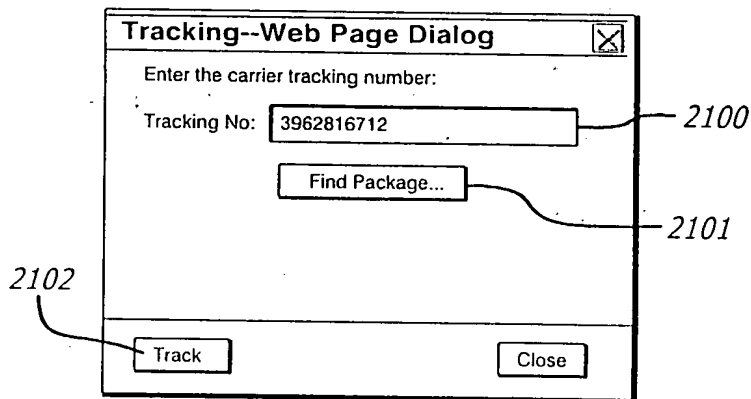 Tracking--Web Page Dialog
Enter the carrier tracking number:
Tracking No: 3962816712
2100
Find Package...
2101
2102
Track
Close